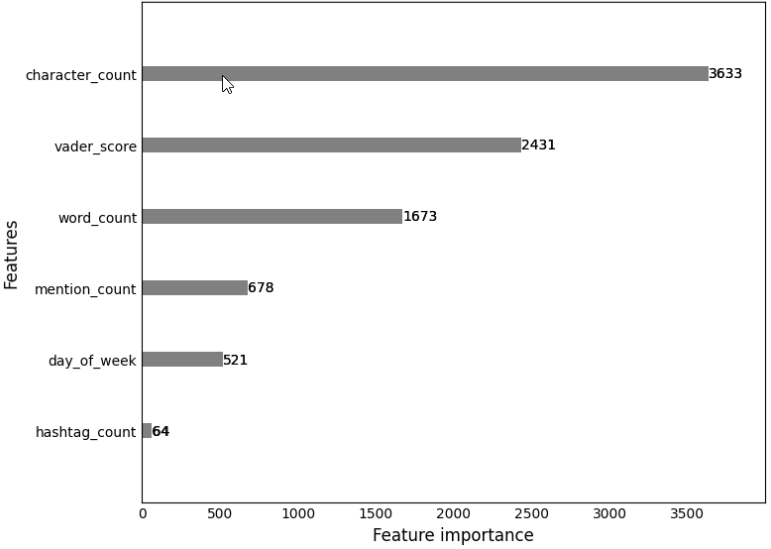 character_count
3633
vader_score
2431
word_count
1673
mention_count
678
day_of_week
521
hashtag_count
64
Features
0 500 1000 1500 2000 2500 3000 3500
Feature importance